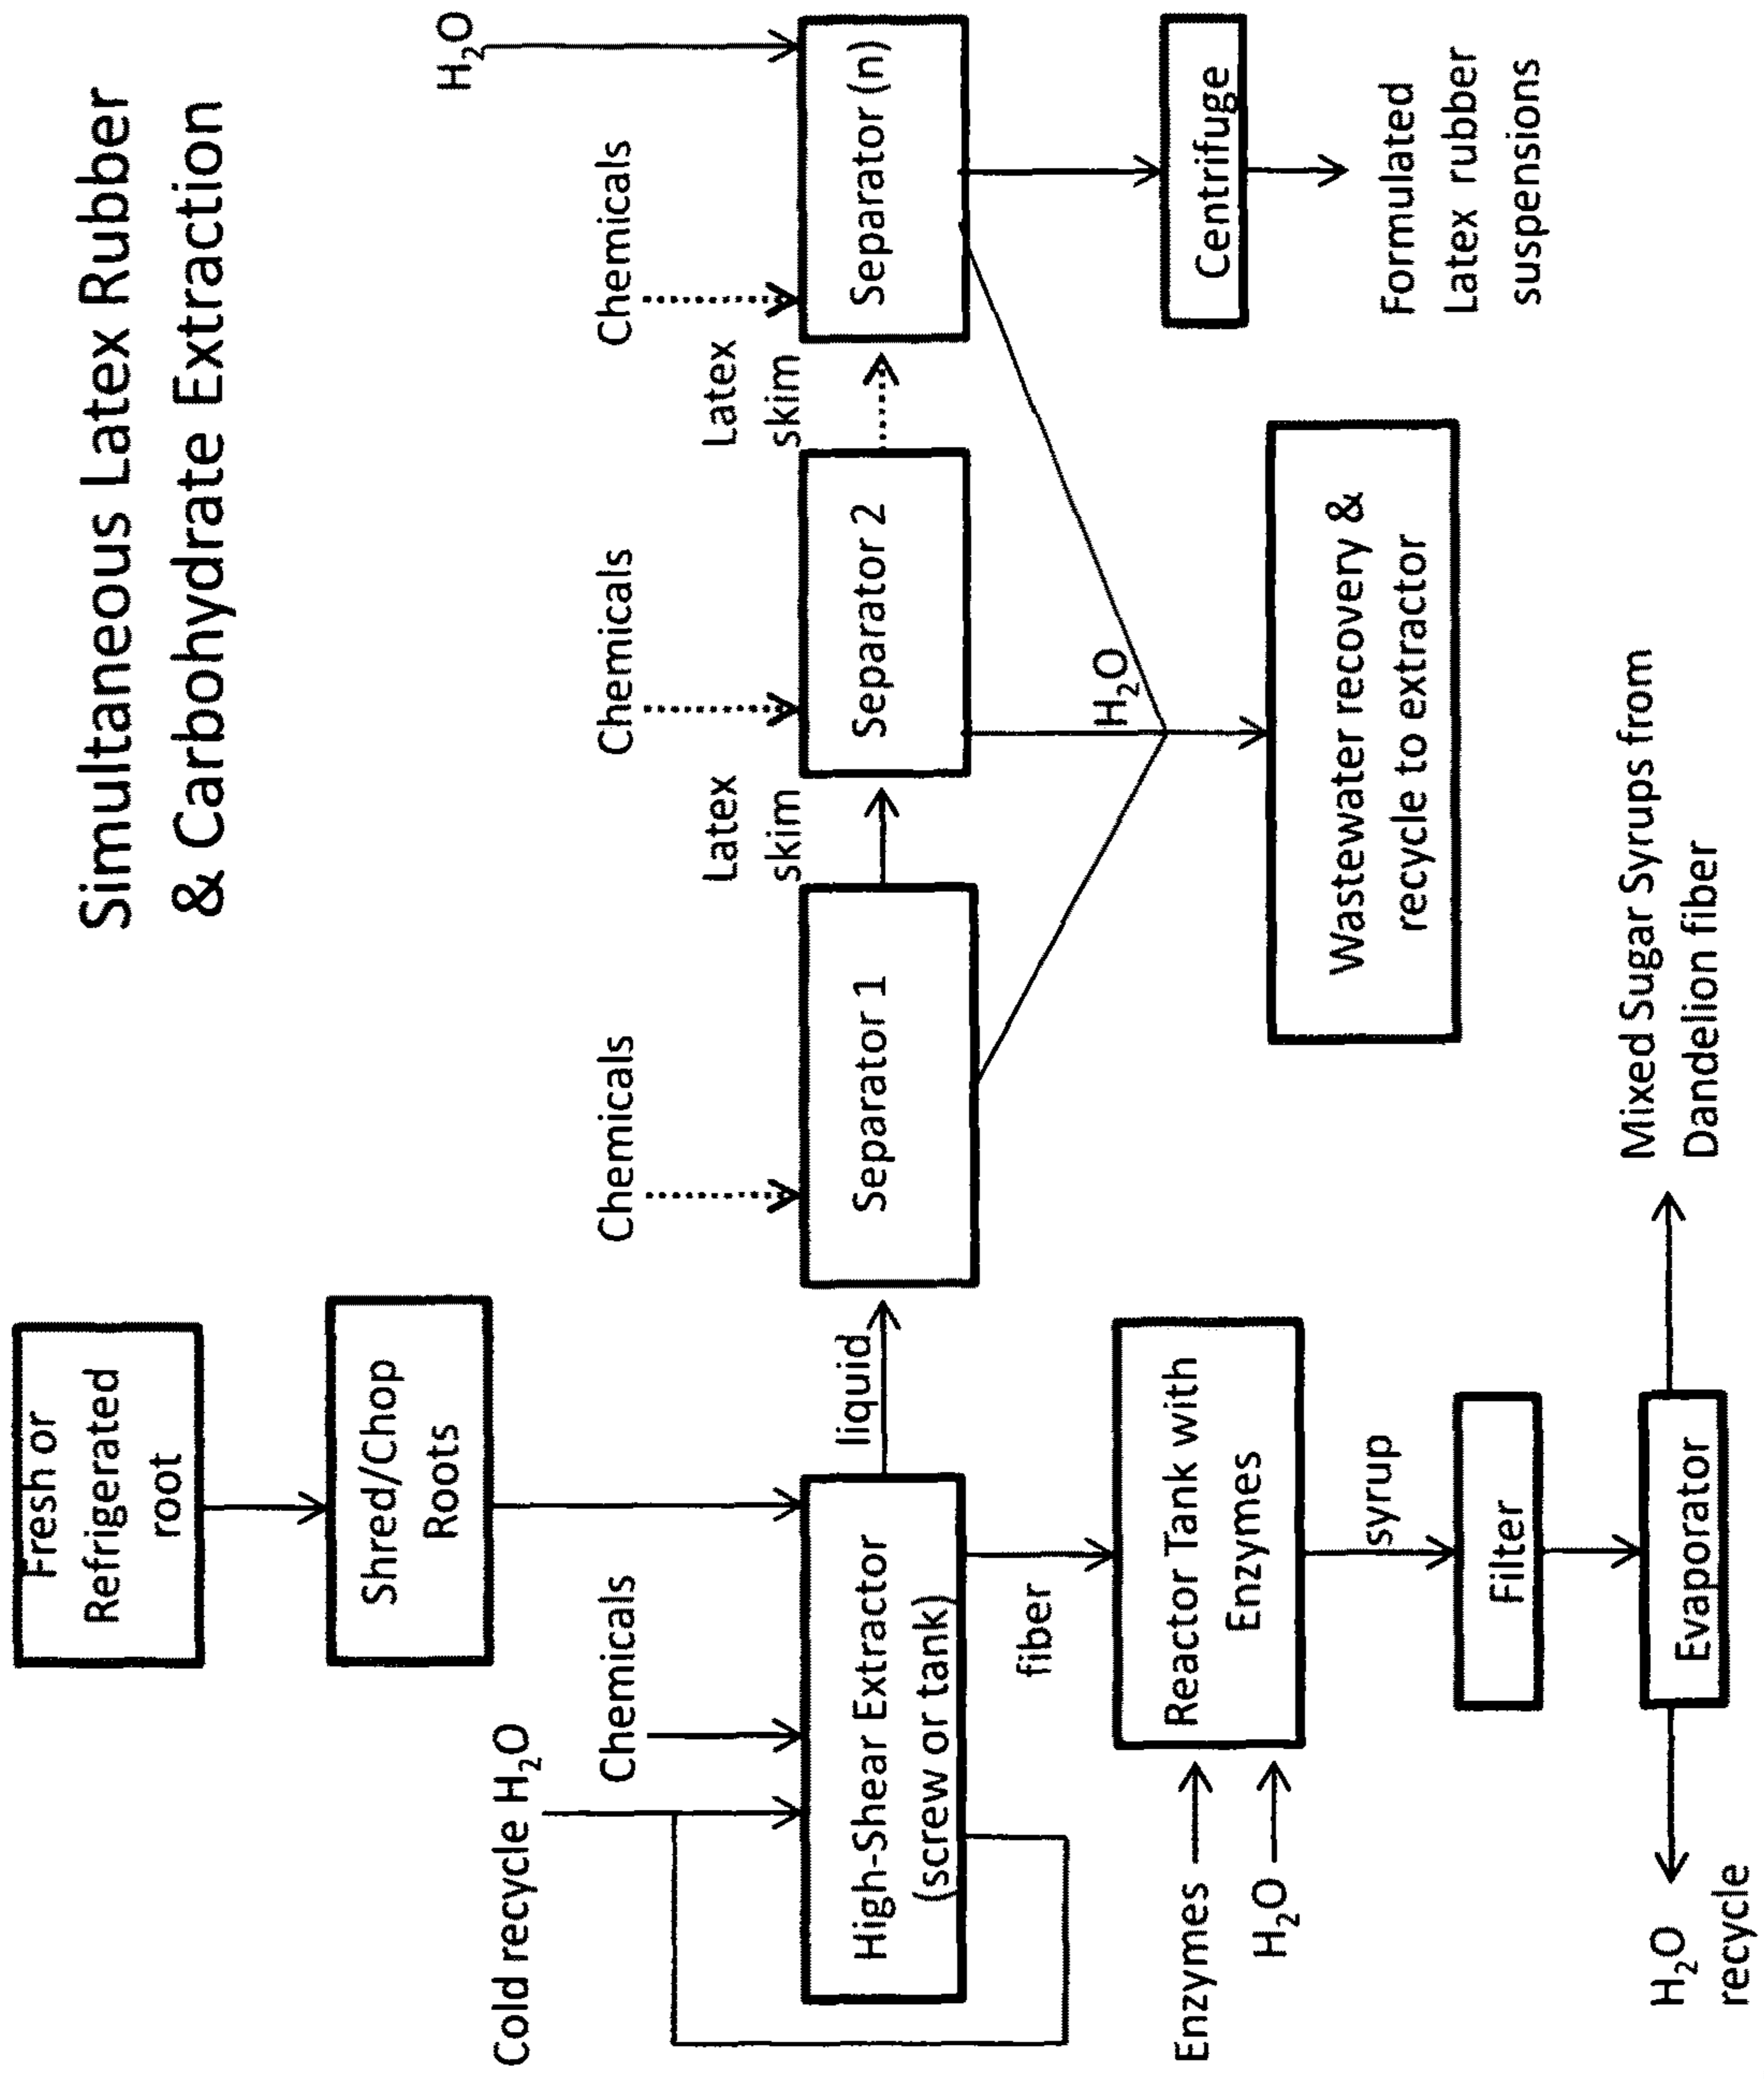 Simultaneous Latex Rubber
& Carbohydrate Extraction
Fresh or
Refrigerated
root
Shred/Chop
Roots
Cold recycle H₂O
Chemicals
Chemicals
Chemicals
Chemicals
H₂O
High-Shear Extractor
(screw or tank)
liquid
Separator 1
Latex
skim
Separator 2
Latex
skim
Separator (n)
fiber
Enzymes
H₂O
Reactor Tank with
Enzymes
H₂O
Centrifuge
syrup
Wastewater recovery &
recycle to extractor
Formulated
Latex rubber
suspensions
Filter
Evaporator
H₂O
recycle
Mixed Sugar Syrups from
Dandelion fiber